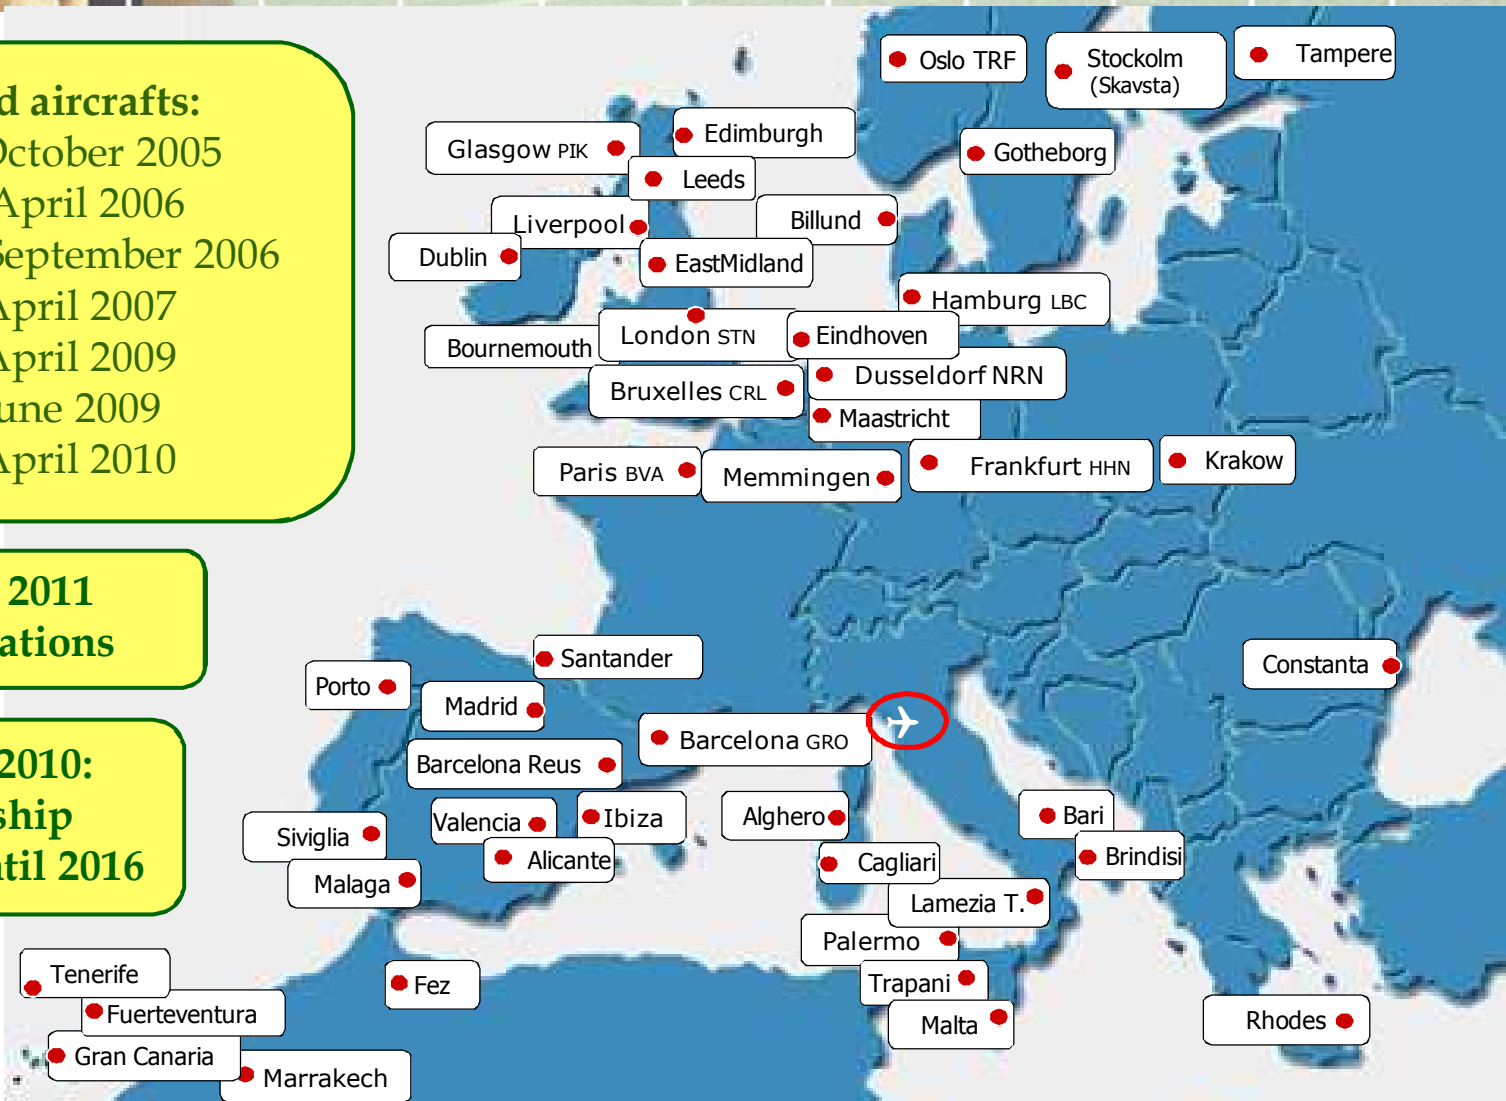 d aircrafts:
October 2005
April 2006
September 2006
April 2007
April 2009
June 2009
April 2010
2011
ations
2010:
ship
until 2016
Oslo TRF
Stockolm
(Skavsta)
Tampere
Glasgow PIK
Edimburgh
Gotheborg
Leeds
Liverpool
Billund
Dublin
EastMidland
Hamburg LBC
Bournemouth
London STN
Eindhoven
Bruxelles CRL
Dusseldorf NRN
Maastricht
Paris BVA
Memmingen
Frankfurt HHN
Krakow
Santander
Constanta
Porto
Madrid
Barcelona GRO
Barcelona Reus
Siviglia
Valencia
Ibiza
Alghero
Bari
Alicante
Cagliari
Brindisi
Malaga
Lamezia T.
Palermo
Tenerife
Fez
Trapani
Fuerteventura
Malta
Rhodes
Gran Canaria
Marrakech